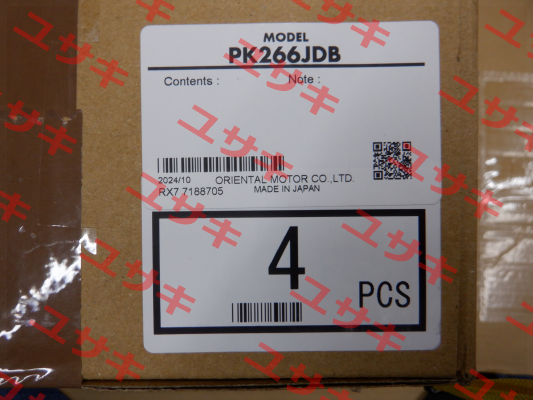 MODEL
PK266JDB
Contents : Note :
2024/10 ORIENTAL MOTOR CO.,LTD.
RX7 7188705 MADE IN JAPAN
4
PCS
ユサキ